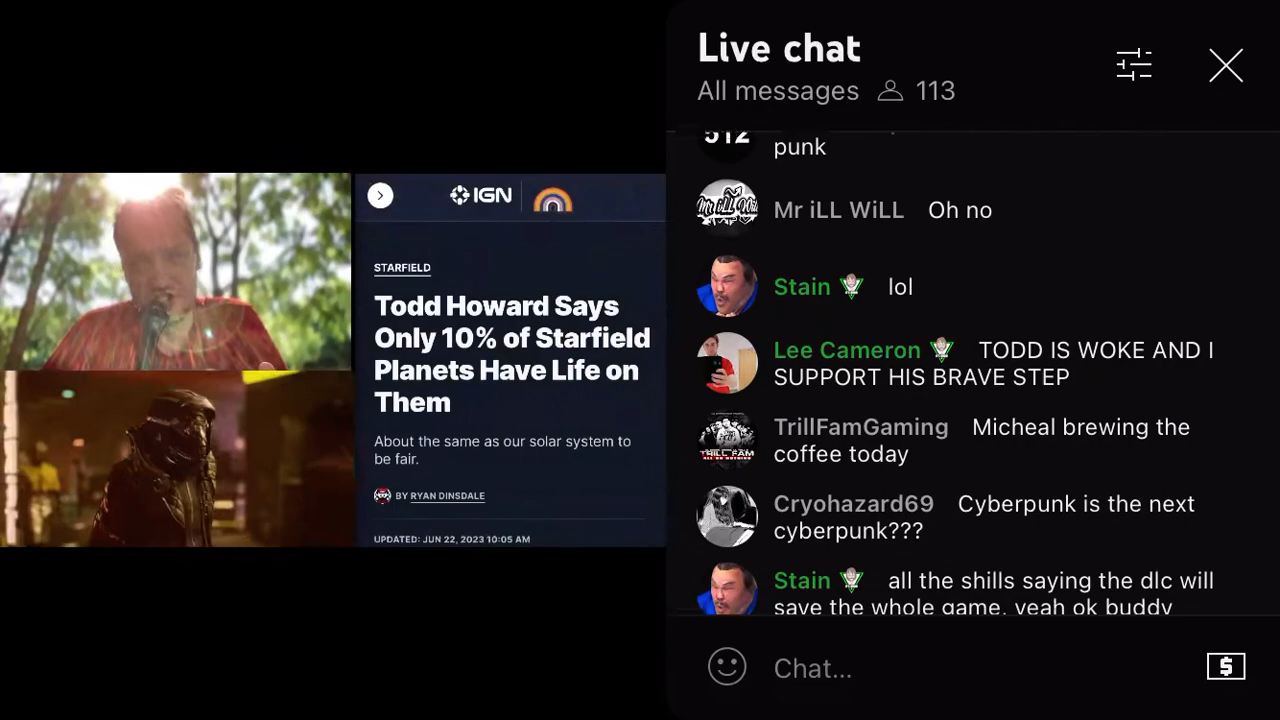 IGN
STARFIELD
Todd Howard Says
Only 10% of Starfield
Planets Have Life on
Them
About the same as our solar system to
be fair.
BY RYAN DINSDALE
UPDATED: JUN 22, 2023 10:05 AM
Live chat
All messages 113
512
punk
Mr iLL WiLL Oh no
Stain lol
Lee Cameron TODD IS WOKE AND I
SUPPORT HIS BRAVE STEP
TrillFamGaming Micheal brewing the
coffee today
TRILL FAM
Cryohazard69 Cyberpunk is the next
cyberpunk???
Stain all the shills saying the dlc will
save the whole game, yeah ok buddy
Chat...
$